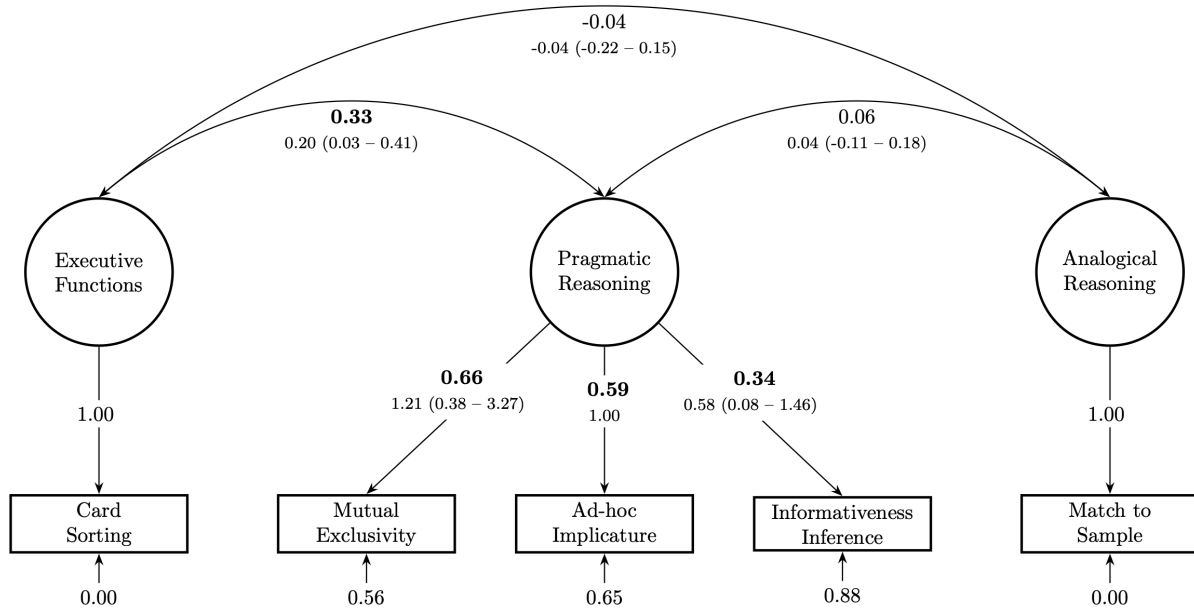 -0.04
-0.04 (-0.22 – 0.15)
0.33
0.20 (0.03 – 0.41)
0.06
0.04 (-0.11 – 0.18)
Executive
Functions
Pragmatic
Reasoning
Analogical
Reasoning
1.00
0.66
1.21 (0.38 – 3.27)
0.59
1.00
0.34
0.58 (0.08 – 1.46)
1.00
Card
Sorting
Mutual
Exclusivity
Ad-hoc
Implicature
Informativeness
Inference
Match to
Sample
0.00
0.56
0.65
0.88
0.00